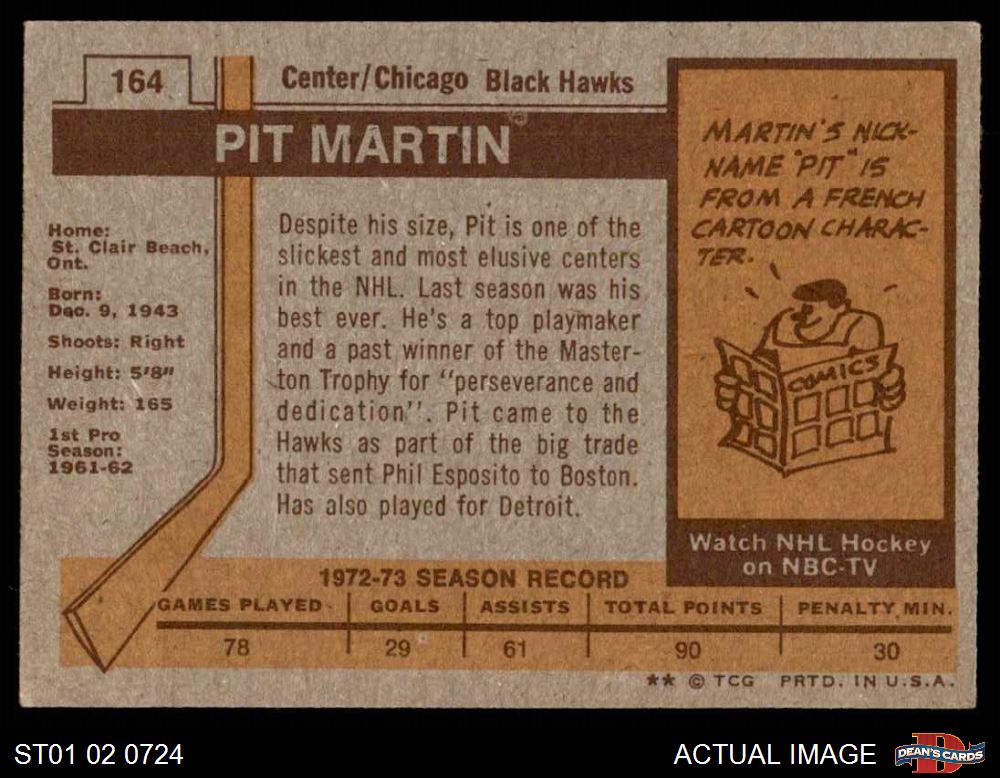 164
Center/Chicago Black Hawks
PIT MARTIN
Home:
St. Clair Beach,
Ont.
Born:
Dec. 9, 1943
Shoots: Right
Height: 5'8"
Weight: 165
1st Pro
Season:
1961-62
Despite his size, Pit is one of the
slickest and most elusive centers
in the NHL. Last season was his
best ever. He's a top playmaker
and a past winner of the Master-
ton Trophy for "perseverance and
dedication". Pit came to the
Hawks as part of the big trade
that sent Phil Esposito to Boston.
Has also played for Detroit.
MARTIN'S NICK-
NAME "PIT" IS
FROM A FRENCH
CARTOON CHARAC-
TER.
COMICS
Watch NHL Hockey
on NBC-TV
1972-73 SEASON RECORD
GAMES PLAYED GOALS ASSISTS TOTAL POINTS PENALTY MIN.
78 29 61 90 30
** © TCG PRTD. IN U.S.A.
ST01 02 0724
ACTUAL IMAGE
D
DEAN'S CARDS